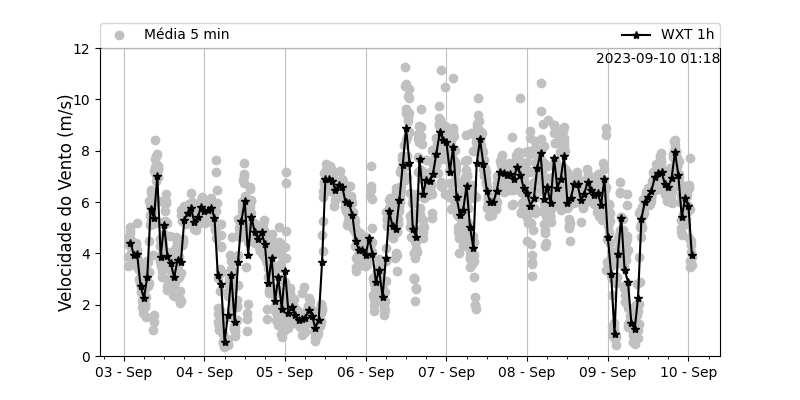 Média 5 min WXT 1h
2023-09-10 01:18
Velocidade do Vento (m/s)
12
10
8
6
4
2
0
03 - Sep 04 - Sep 05 - Sep 06 - Sep 07 - Sep 08 - Sep 09 - Sep 10 - Sep